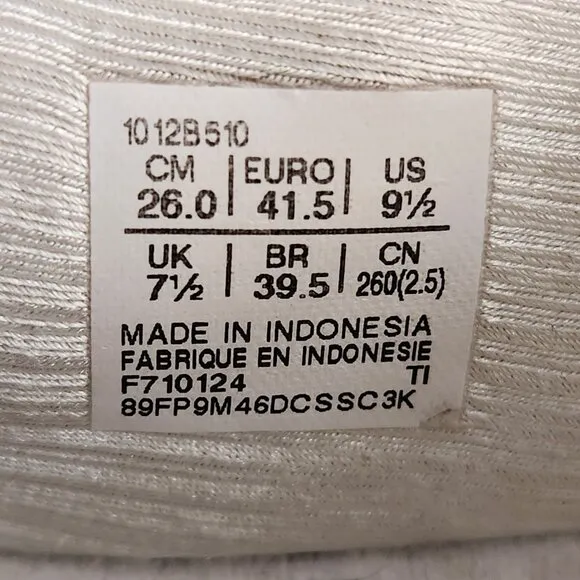 1012B510
CM | EURO | US
26.0 | 41.5 | 9½
UK | BR | CN
7½ | 39.5 | 260(2.5)
MADE IN INDONESIA
FABRIQUE EN INDONESIE
F710124 TI
89FP9M46DCSSC3K